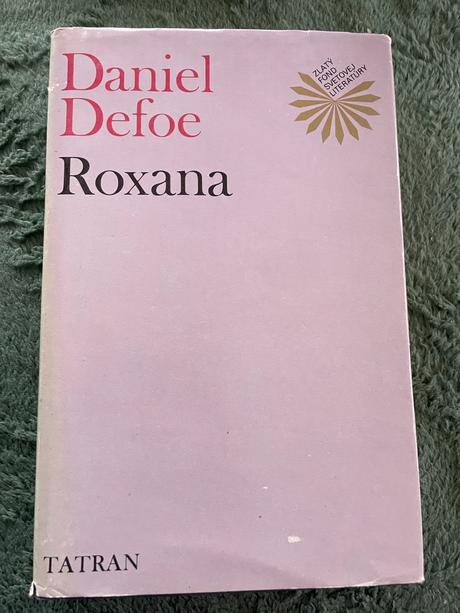 Daniel
Defoe
Roxana
ZLATÝ
FOND
SVETOVEJ
LITERATÚRY
TATRAN